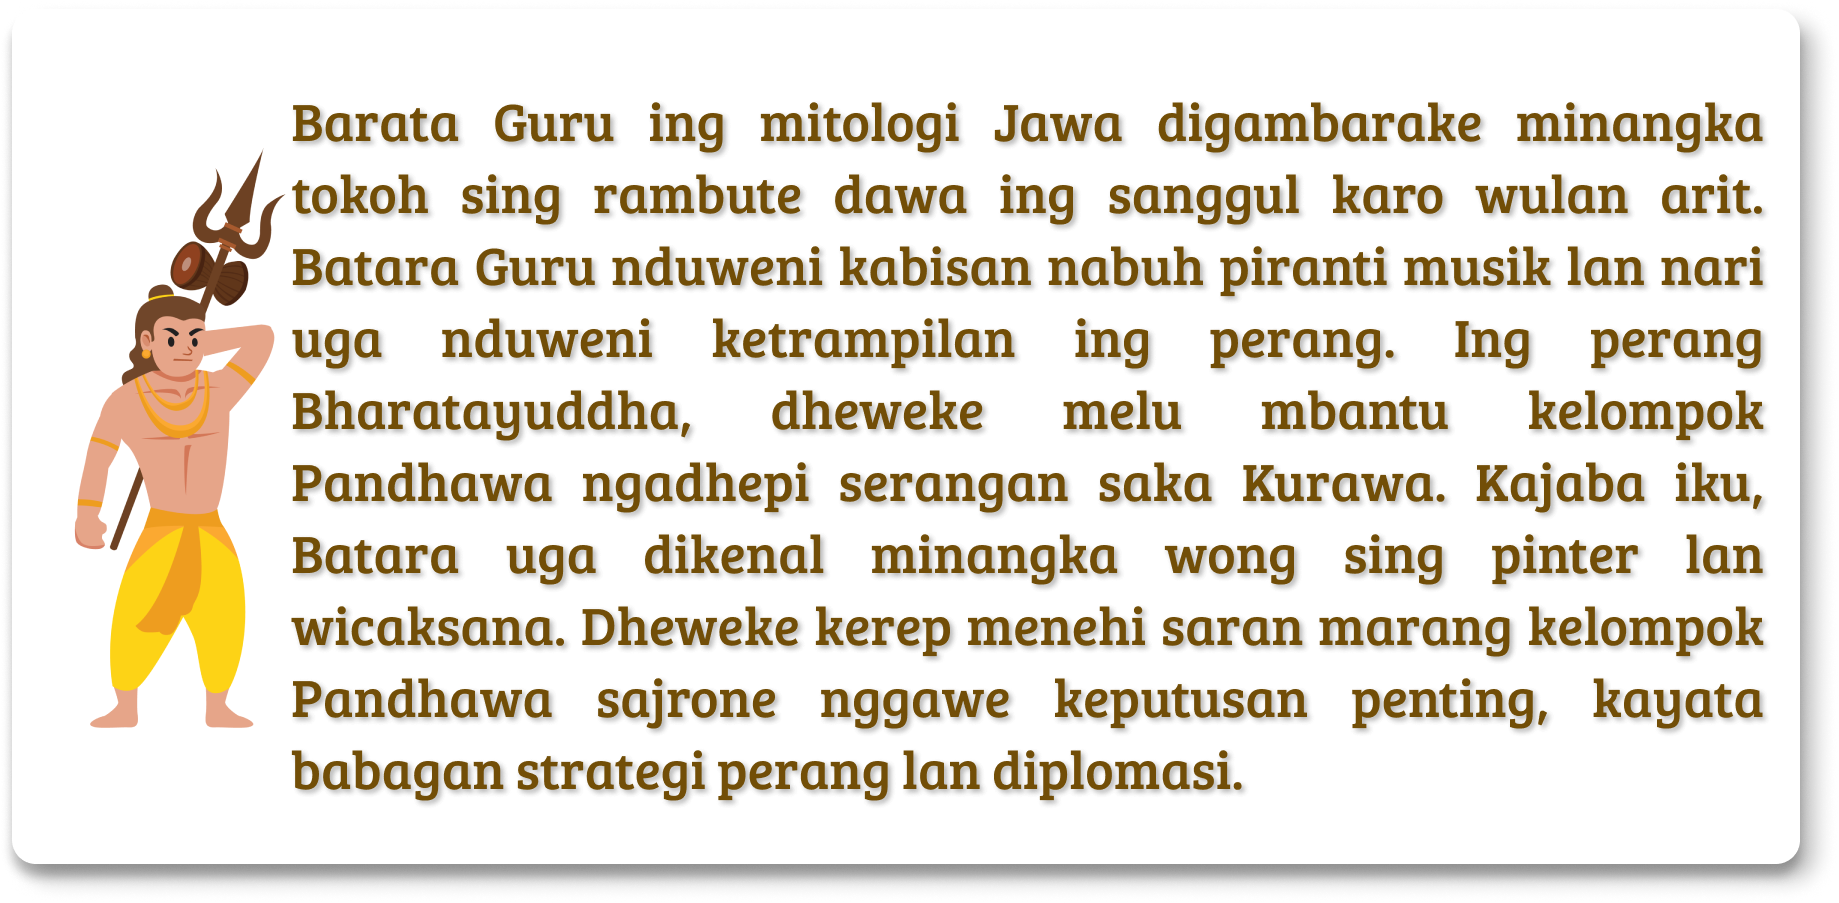 Barata Guru ing mitologi Jawa digambarake minangka
tokoh sing rambute dawa ing sanggul karo wulan arit.
Batara Guru nduweni kabisan nabuh piranti musik lan nari
uga nduweni ketrampilan ing perang. Ing perang
Bharatayuddha, dheweke melu mbantu kelompok
Pandhawa ngadhepi serangan saka Kurawa. Kajaba iku,
Batara uga dikenal minangka wong sing pinter lan
wicaksana. Dheweke kerep menehi saran marang kelompok
Pandhawa sajrone nggawe keputusan penting, kayata
babagan strategi perang lan diplomasi.